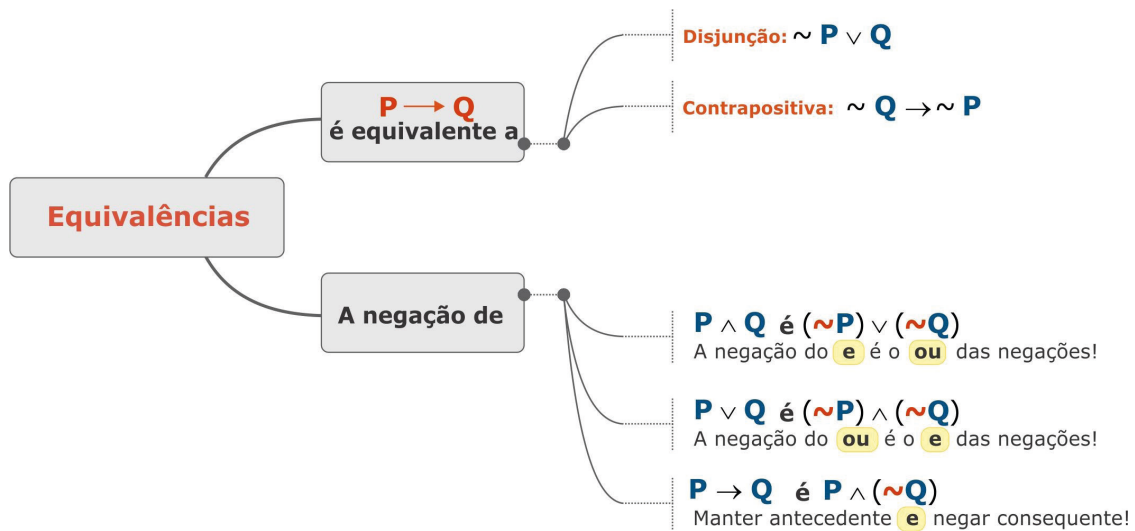 Equivalências
P → Q
é equivalente a
Disjunção: ~ P ∨ Q
Contrapositiva: ~ Q → ~ P
A negação de
P ∧ Q é (~P) ∨ (~Q)
A negação do e é o ou das negações!
P ∨ Q é (~P) ∧ (~Q)
A negação do ou é o e das negações!
P → Q é P ∧ (~Q)
Manter antecedente e negar consequente!